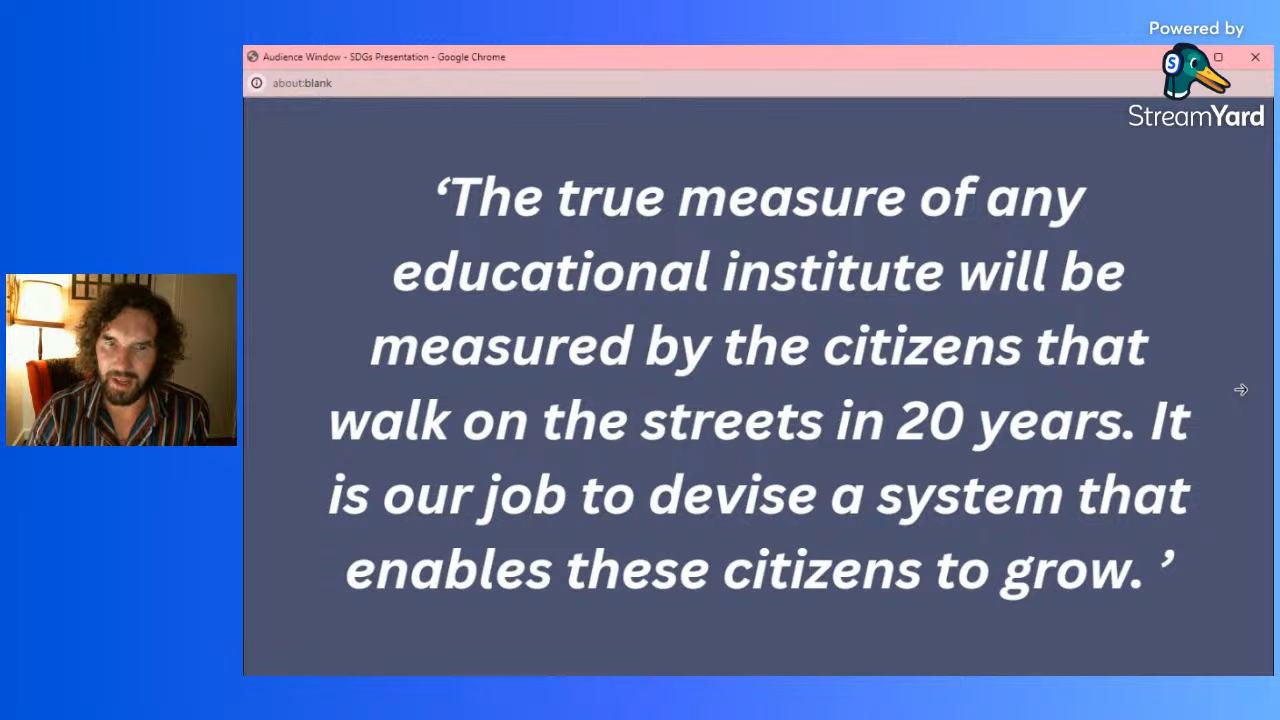 Powered by
StreamYard
Audience Window - SDGs Presentation - Google Chrome
about:blank
‘The true measure of any
educational institute will be
measured by the citizens that
walk on the streets in 20 years. It
is our job to devise a system that
enables these citizens to grow. ’